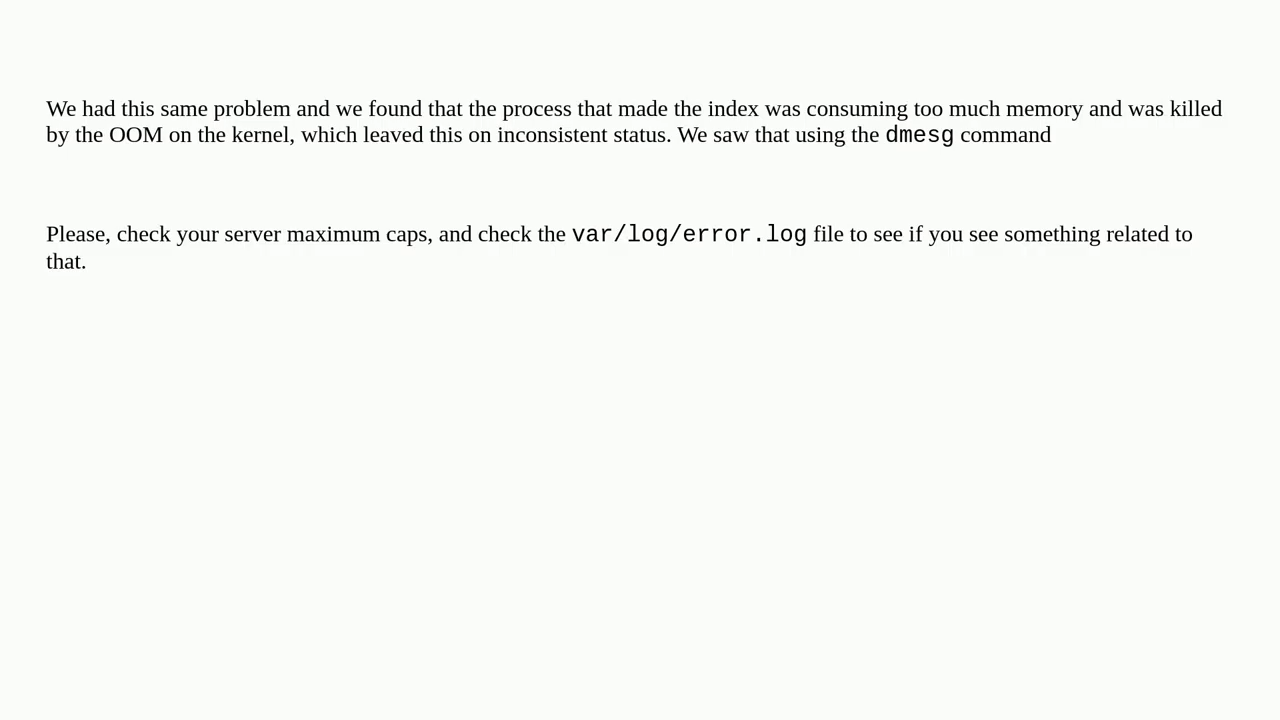 We had this same problem and we found that the process that made the index was consuming too much memory and was killed
by the OOM on the kernel, which leaved this on inconsistent status. We saw that using the dmesg command
Please, check your server maximum caps, and check the var/log/error.log file to see if you see something related to
that.